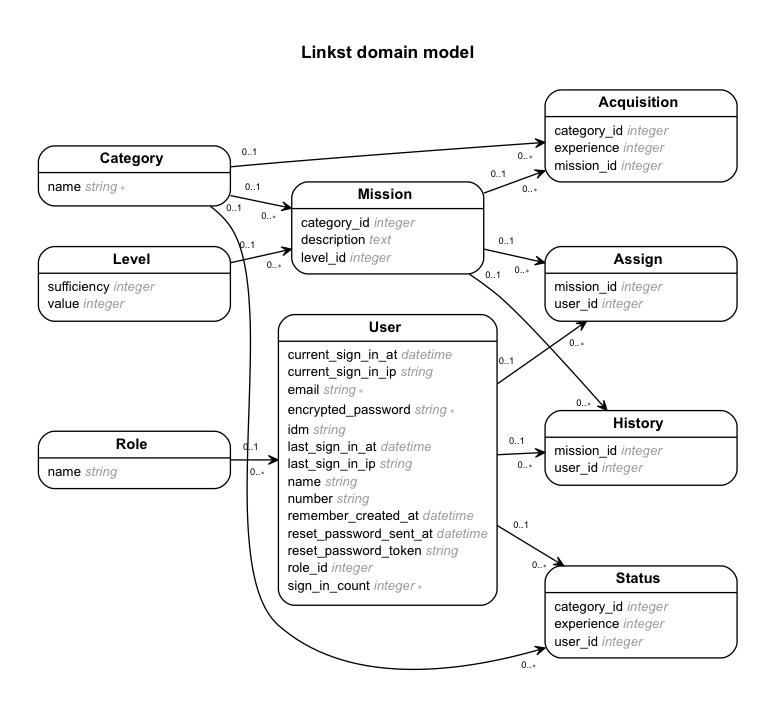 Linkst domain model
Category
name string *
Level
sufficiency integer
value integer
Role
name string
Mission
category_id integer
description text
level_id integer
User
current_sign_in_at datetime
current_sign_in_ip string
email string *
encrypted_password string *
idm string
last_sign_in_at datetime
last_sign_in_ip string
name string
number string
remember_created_at datetime
reset_password_sent_at datetime
reset_password_token string
role_id integer
sign_in_count integer *
Acquisition
category_id integer
experience integer
mission_id integer
Assign
mission_id integer
user_id integer
History
mission_id integer
user_id integer
Status
category_id integer
experience integer
user_id integer
0..1
0..*
0..1
0..*
0..1
0..*
0..1
0..*
0..1
0..*
0..1
0..*
0..1
0..*
0..1
0..*
0..1
0..*
0..1
0..*
0..1
0..*